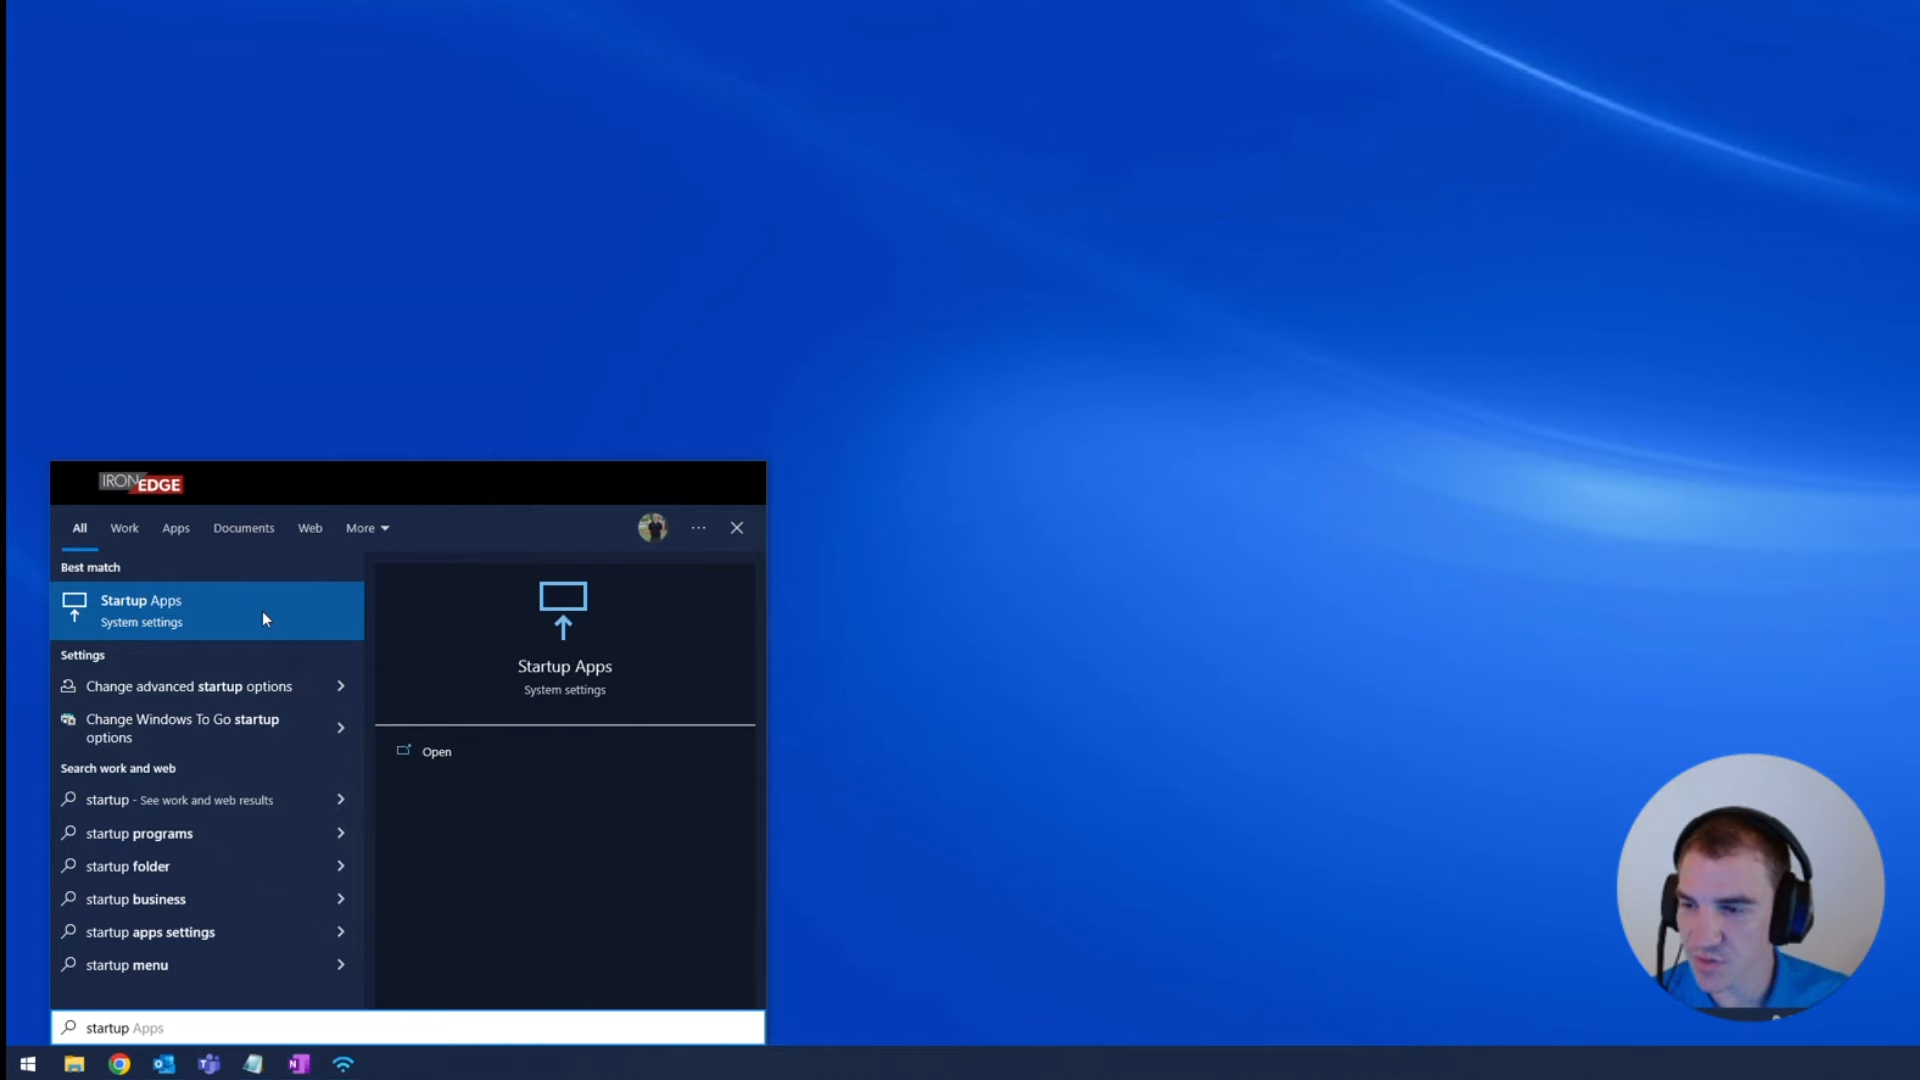 IRONEDGE
All Work Apps Documents Web More
Best match
Startup Apps
System settings
Settings
Change advanced startup options
Change Windows To Go startup
options
Search work and web
startup - See work and web results
startup programs
startup folder
startup business
startup apps settings
startup menu
Startup Apps
System settings
Open
startup Apps